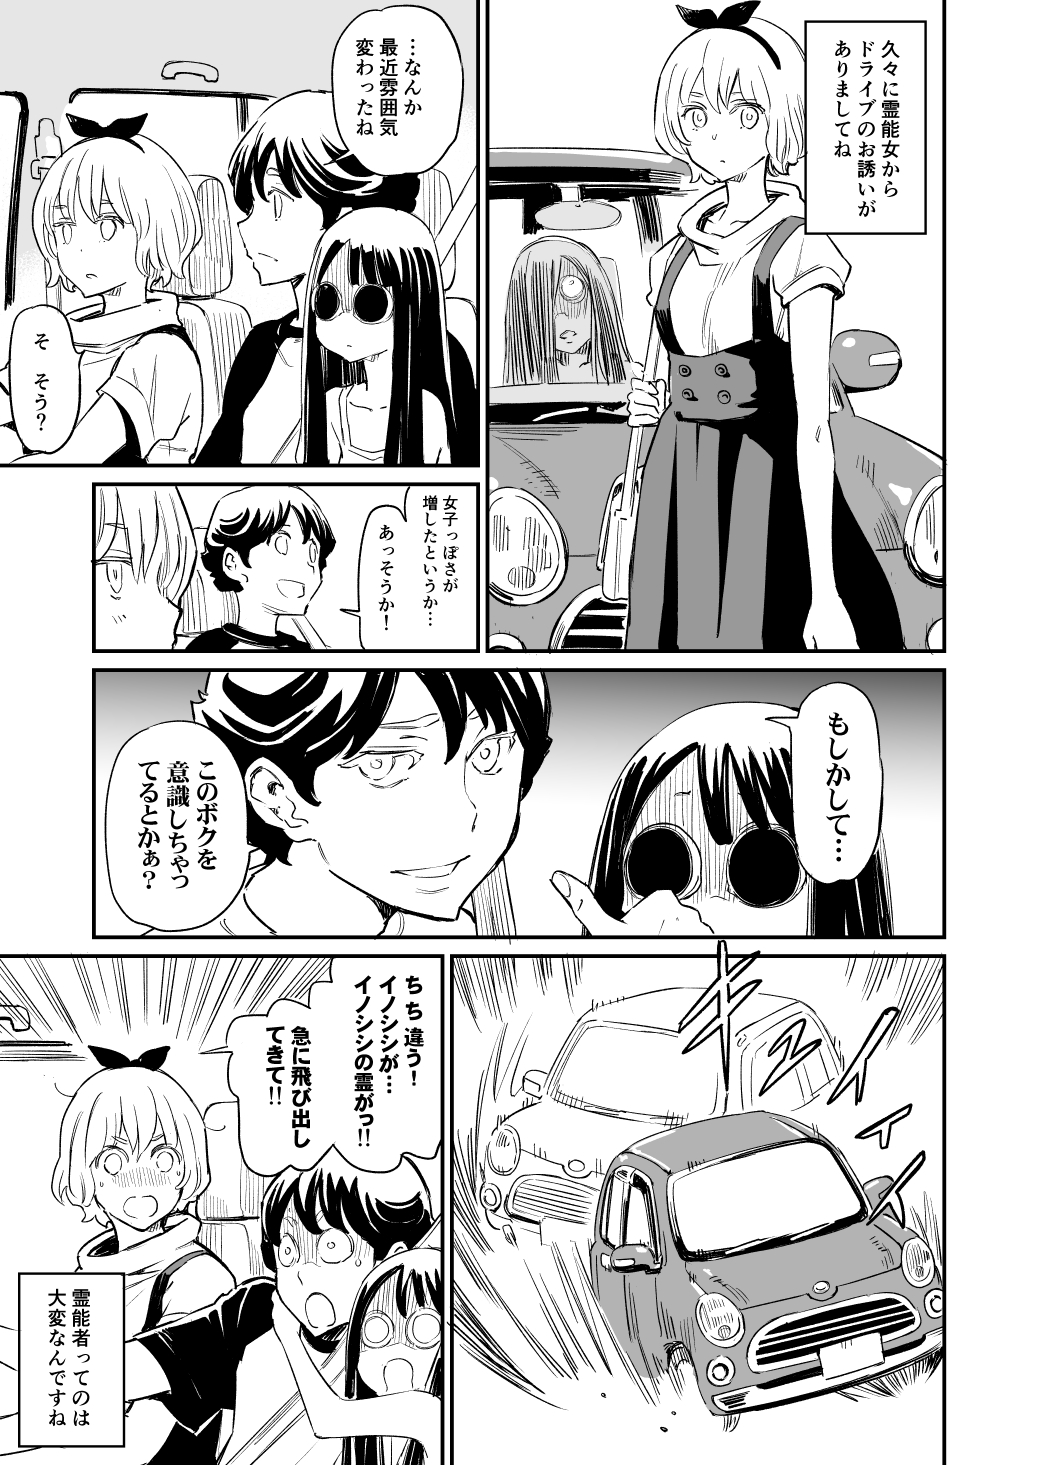 久々に霊能女から
ドライブのお誘いが
ありましてね
…なんか
最近雰囲気
変わったね
そ そう？
女子っぽさが
増したというか…
あっそうか！
もしかして…
このボクを
意識しちゃっ
てるとかぁ？
ギュイイイ
ち ち 違う！
イノシシが…
イノシシの霊がっ!!
急に飛び出し
てきて!!
霊能者ってのは
大変なんですね